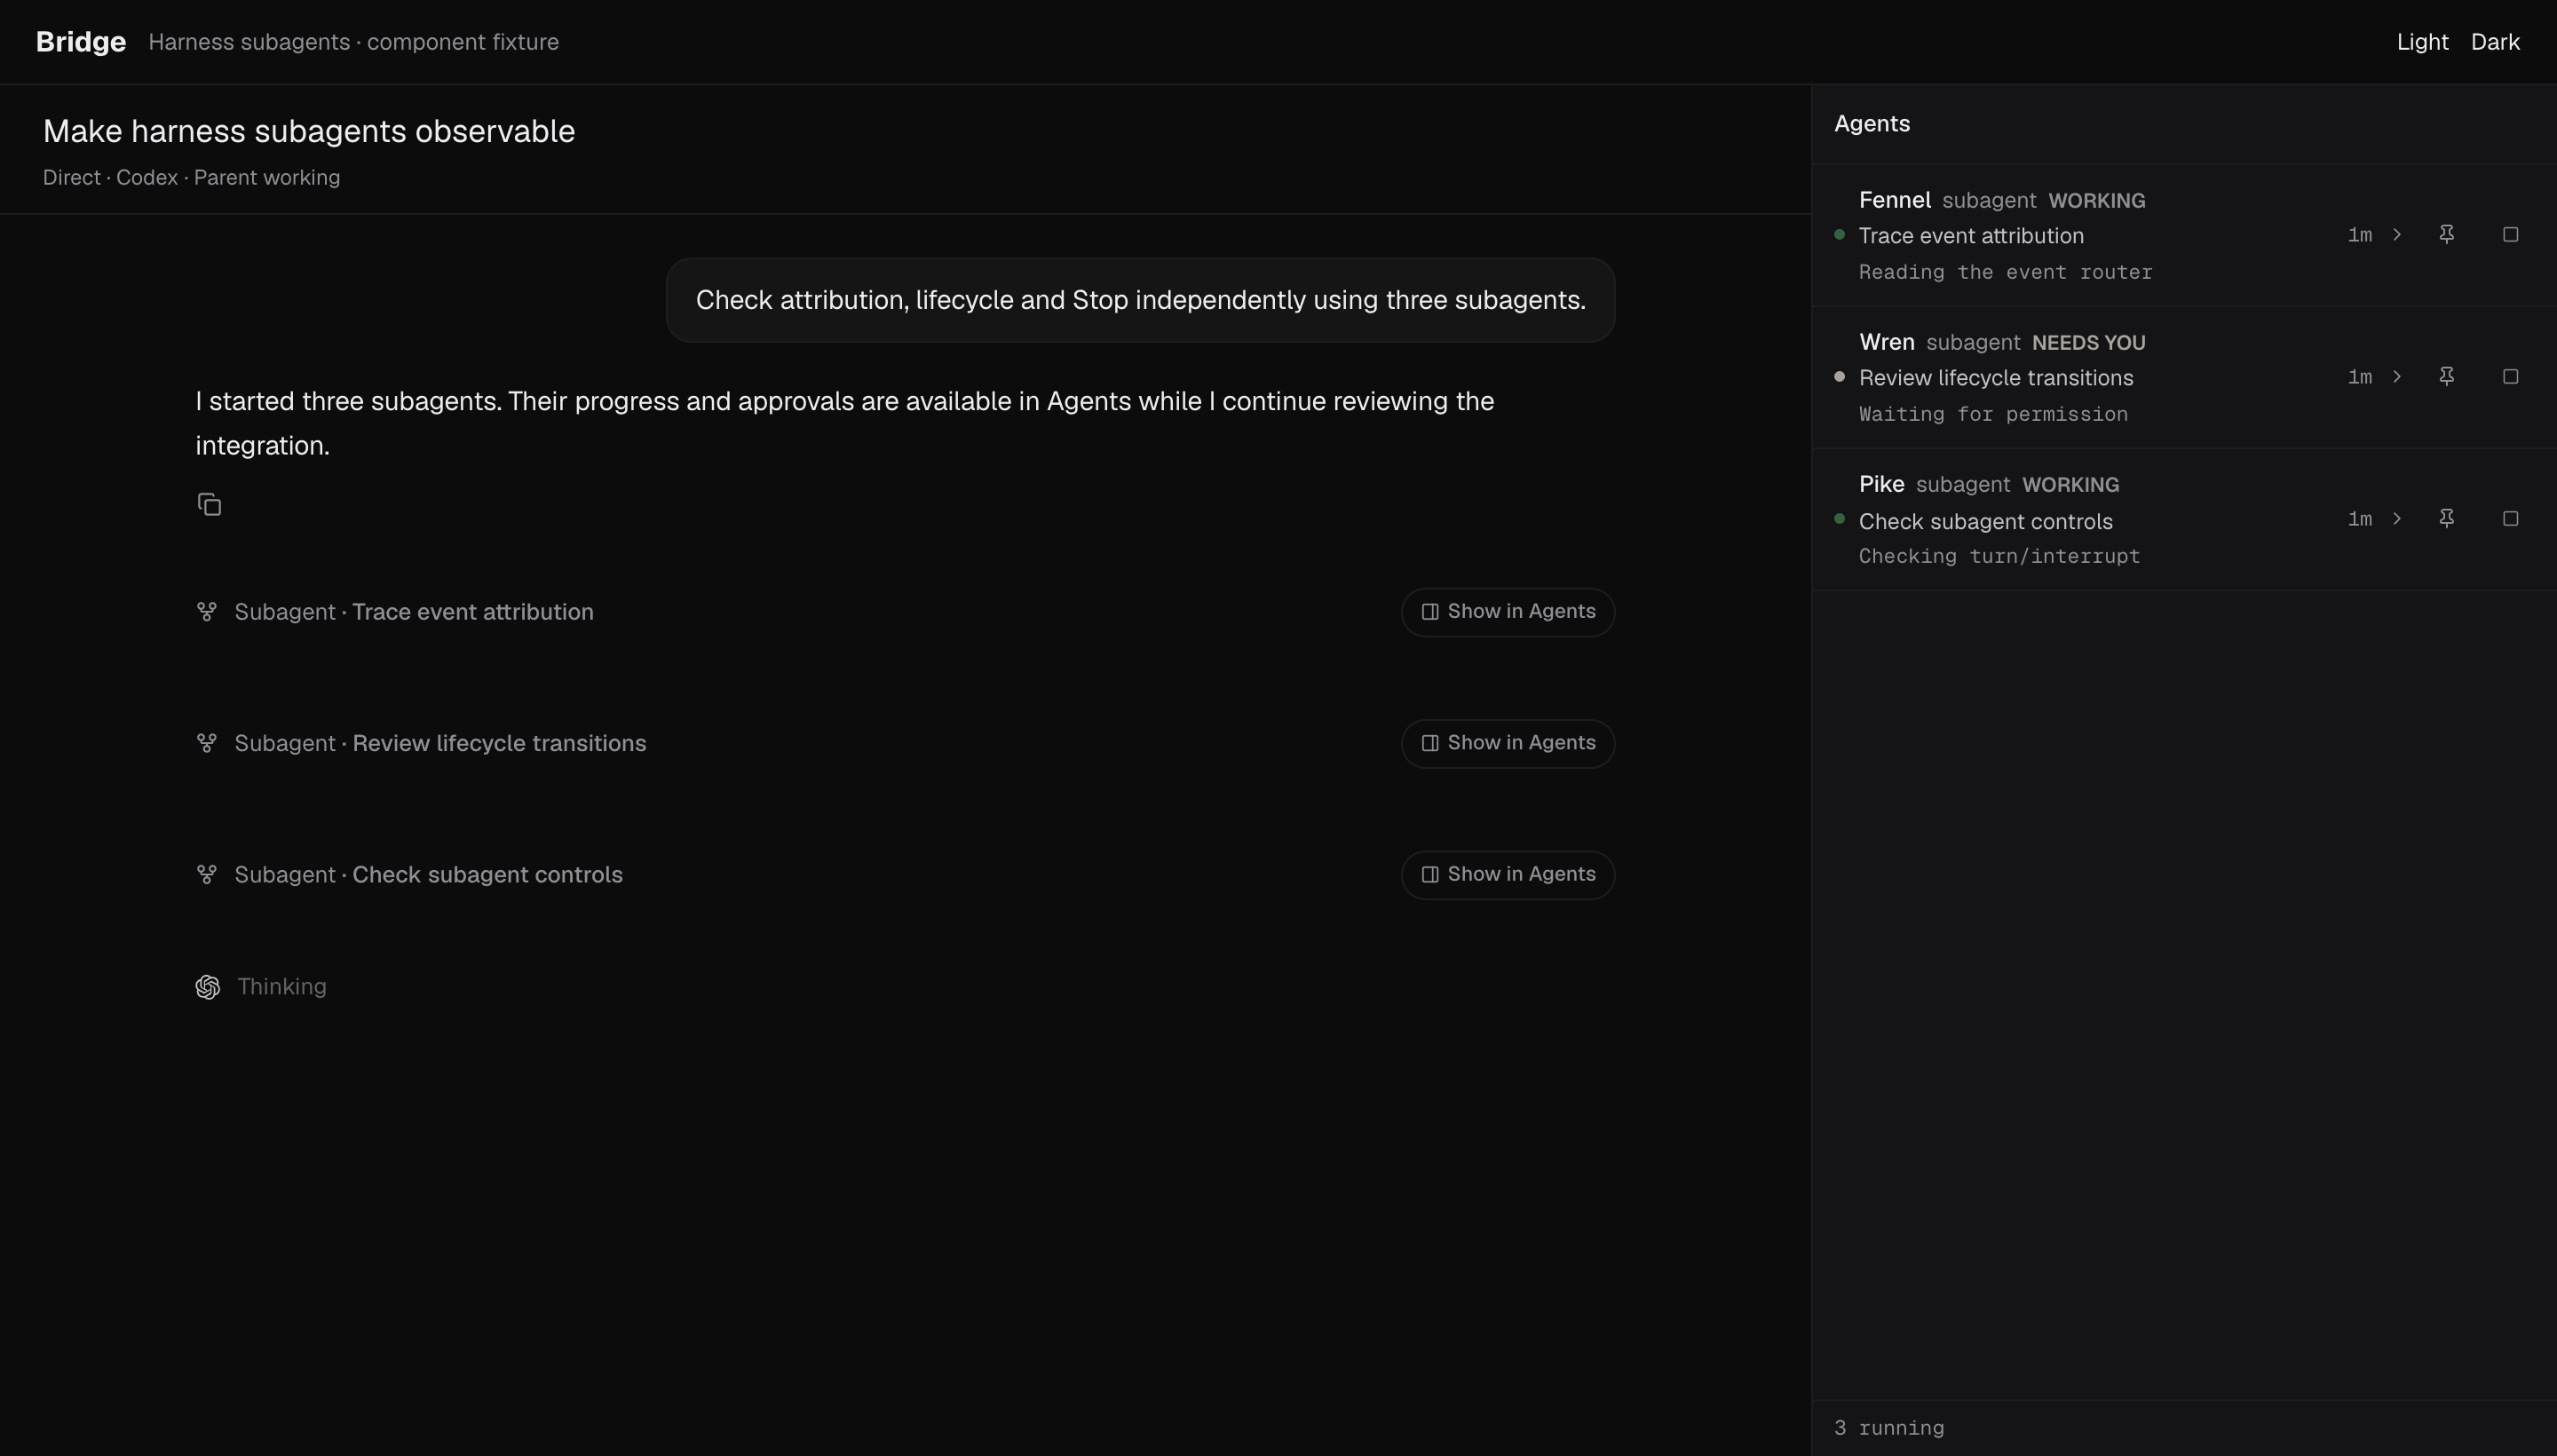 Bridge Harness subagents · component fixture
Light Dark
Make harness subagents observable
Direct · Codex · Parent working
Check attribution, lifecycle and Stop independently using three subagents.
I started three subagents. Their progress and approvals are available in Agents while I continue reviewing the
integration.
Subagent · Trace event attribution
Show in Agents
Subagent · Review lifecycle transitions
Show in Agents
Subagent · Check subagent controls
Show in Agents
Thinking
Agents
Fennel subagent WORKING
Trace event attribution
1m
Reading the event router
Wren subagent NEEDS YOU
Review lifecycle transitions
1m
Waiting for permission
Pike subagent WORKING
Check subagent controls
1m
Checking turn/interrupt
3 running